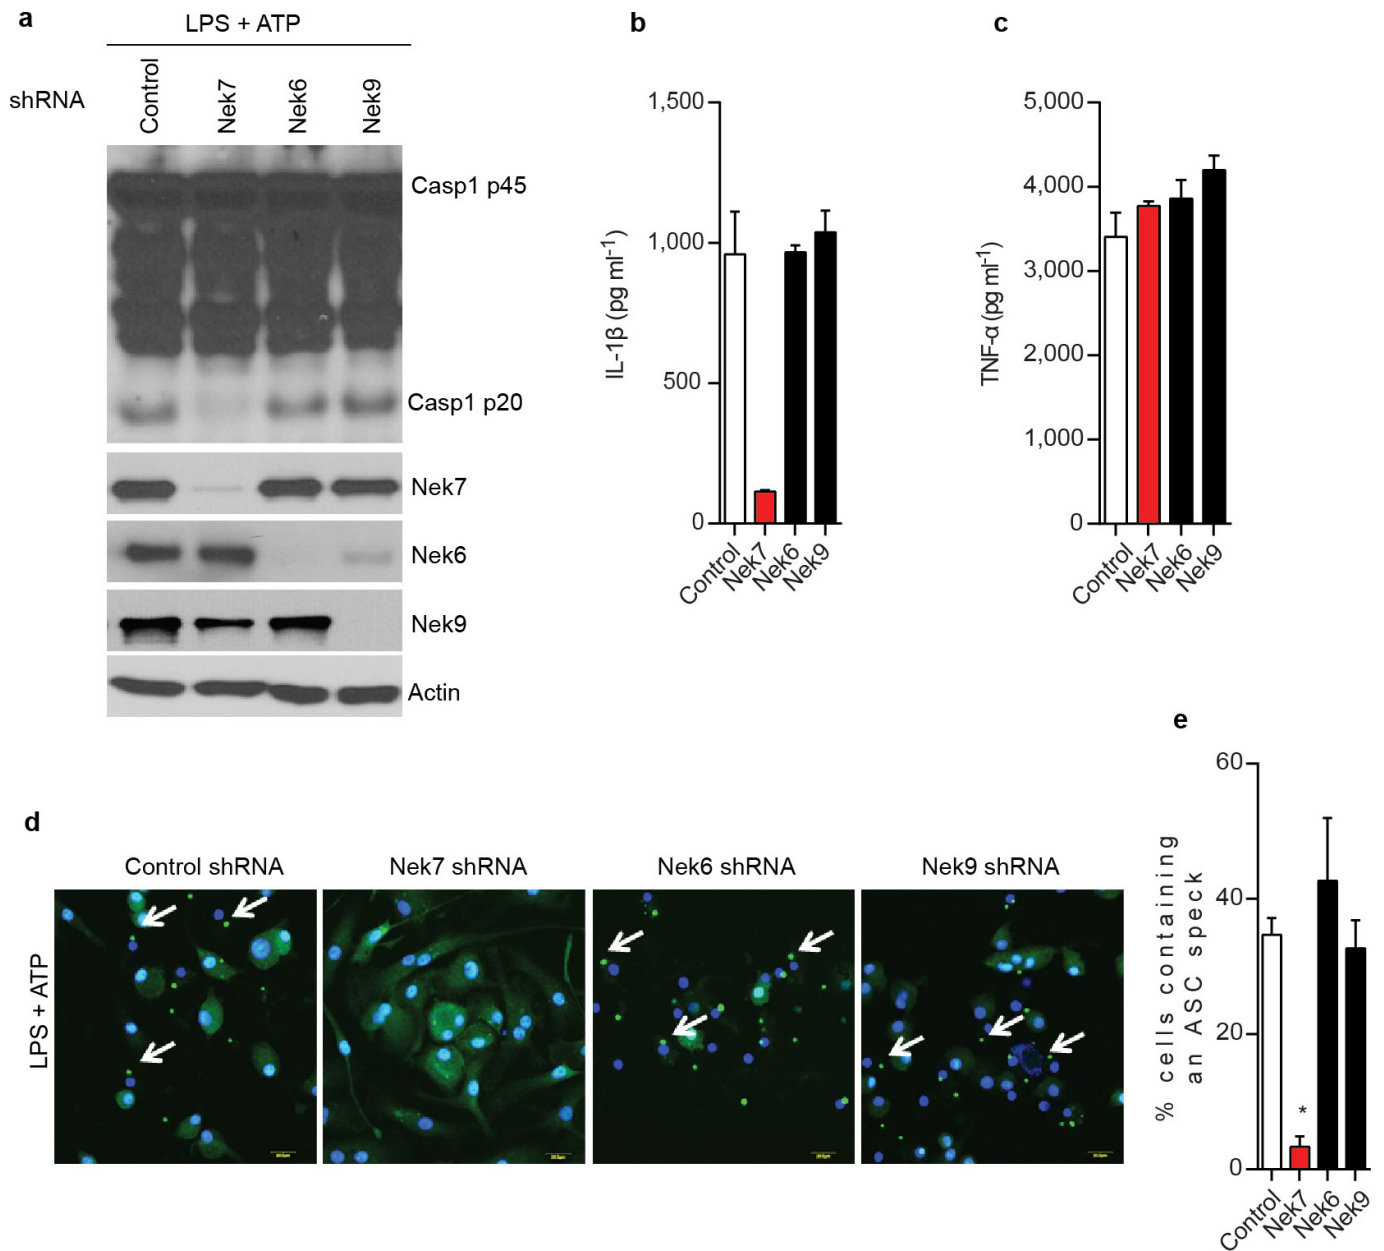 a
LPS + ATP
shRNA
Control
Nek7
Nek6
Nek9
Casp1 p45
Casp1 p20
Nek7
Nek6
Nek9
Actin
b
IL-1β (pg ml⁻¹)
1,500
1,000
500
0
Control
Nek7
Nek6
Nek9
c
TNF-α (pg ml⁻¹)
5,000
4,000
3,000
2,000
1,000
0
Control
Nek7
Nek6
Nek9
d
Control shRNA
Nek7 shRNA
Nek6 shRNA
Nek9 shRNA
LPS + ATP
e
% cells containing
an ASC speck
60
40
20
0
*
Control
Nek7
Nek6
Nek9